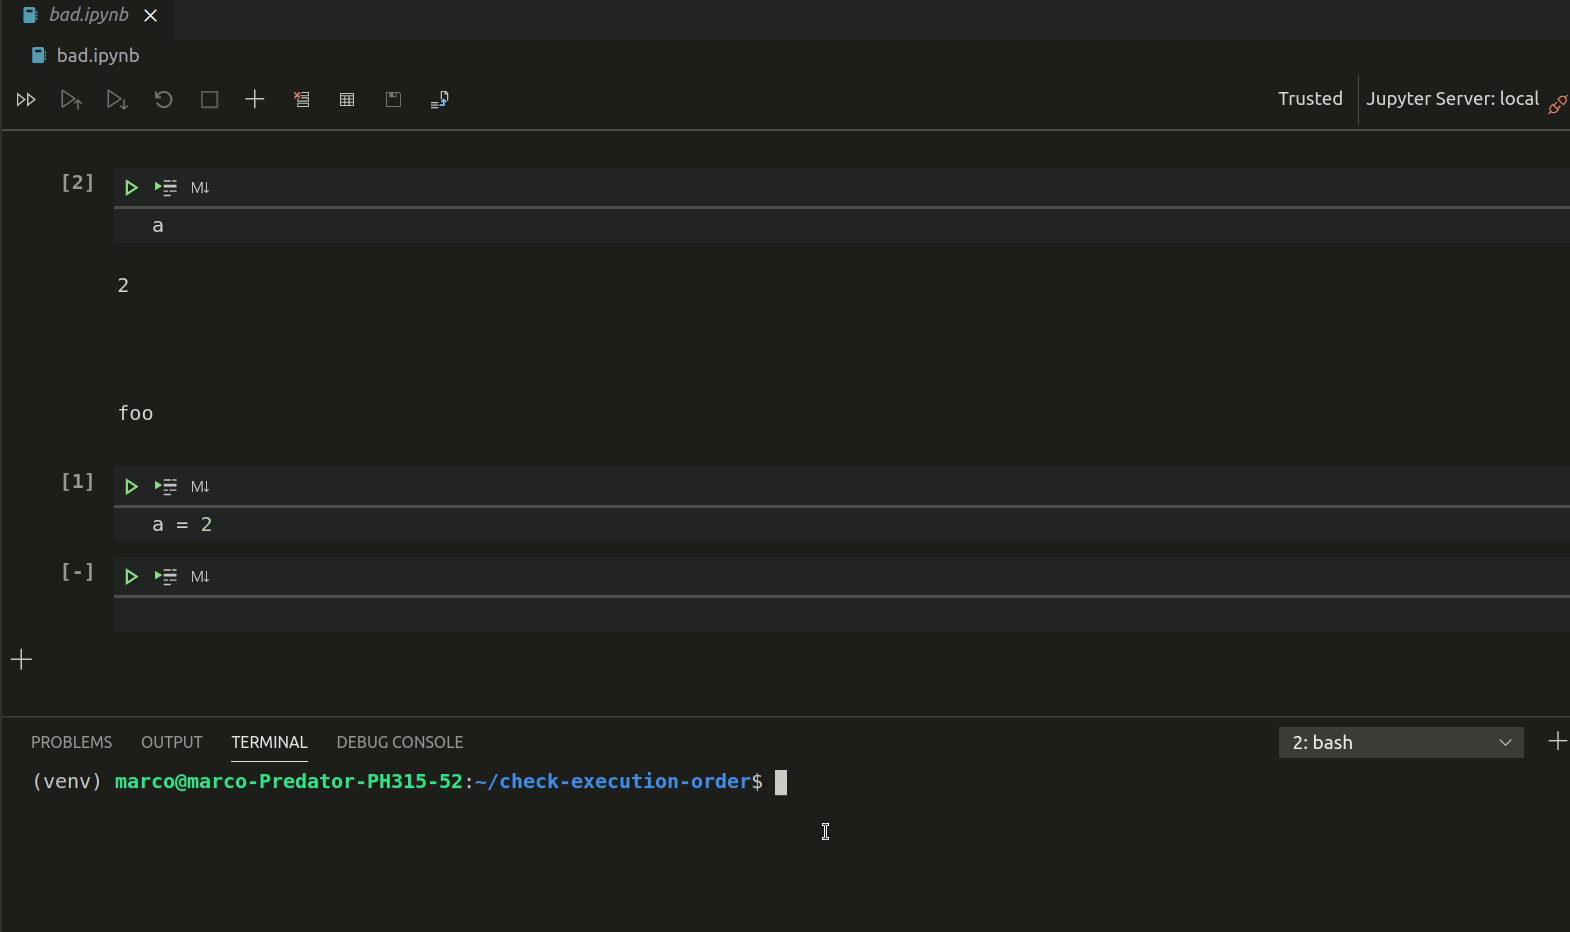 bad.ipynb
bad.ipynb
Trusted
Jupyter Server: local
[2]
M↓
a
2
foo
[1]
M↓
a = 2
[-]
M↓
PROBLEMS OUTPUT TERMINAL DEBUG CONSOLE
2: bash
(venv) marco@marco-Predator-PH315-52:~/check-execution-order$